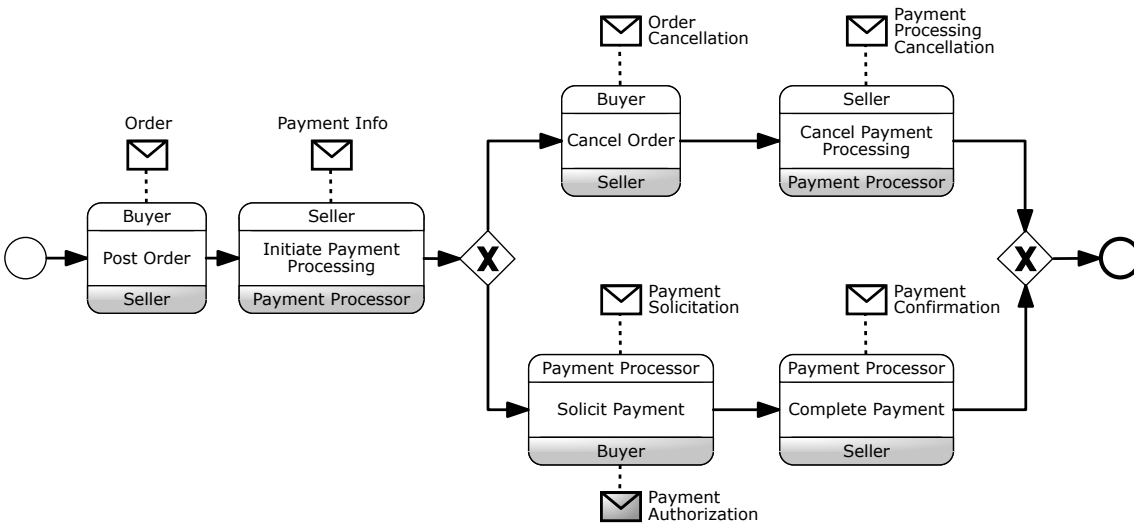 Order
Buyer
Post Order
Seller
Payment Info
Seller
Initiate Payment
Processing
Payment Processor
X
Order
Cancellation
Buyer
Cancel Order
Seller
Payment
Processing
Cancellation
Seller
Cancel Payment
Processing
Payment Processor
Payment
Solicitation
Payment Processor
Solicit Payment
Buyer
Payment
Authorization
Payment
Confirmation
Payment Processor
Complete Payment
Seller
X